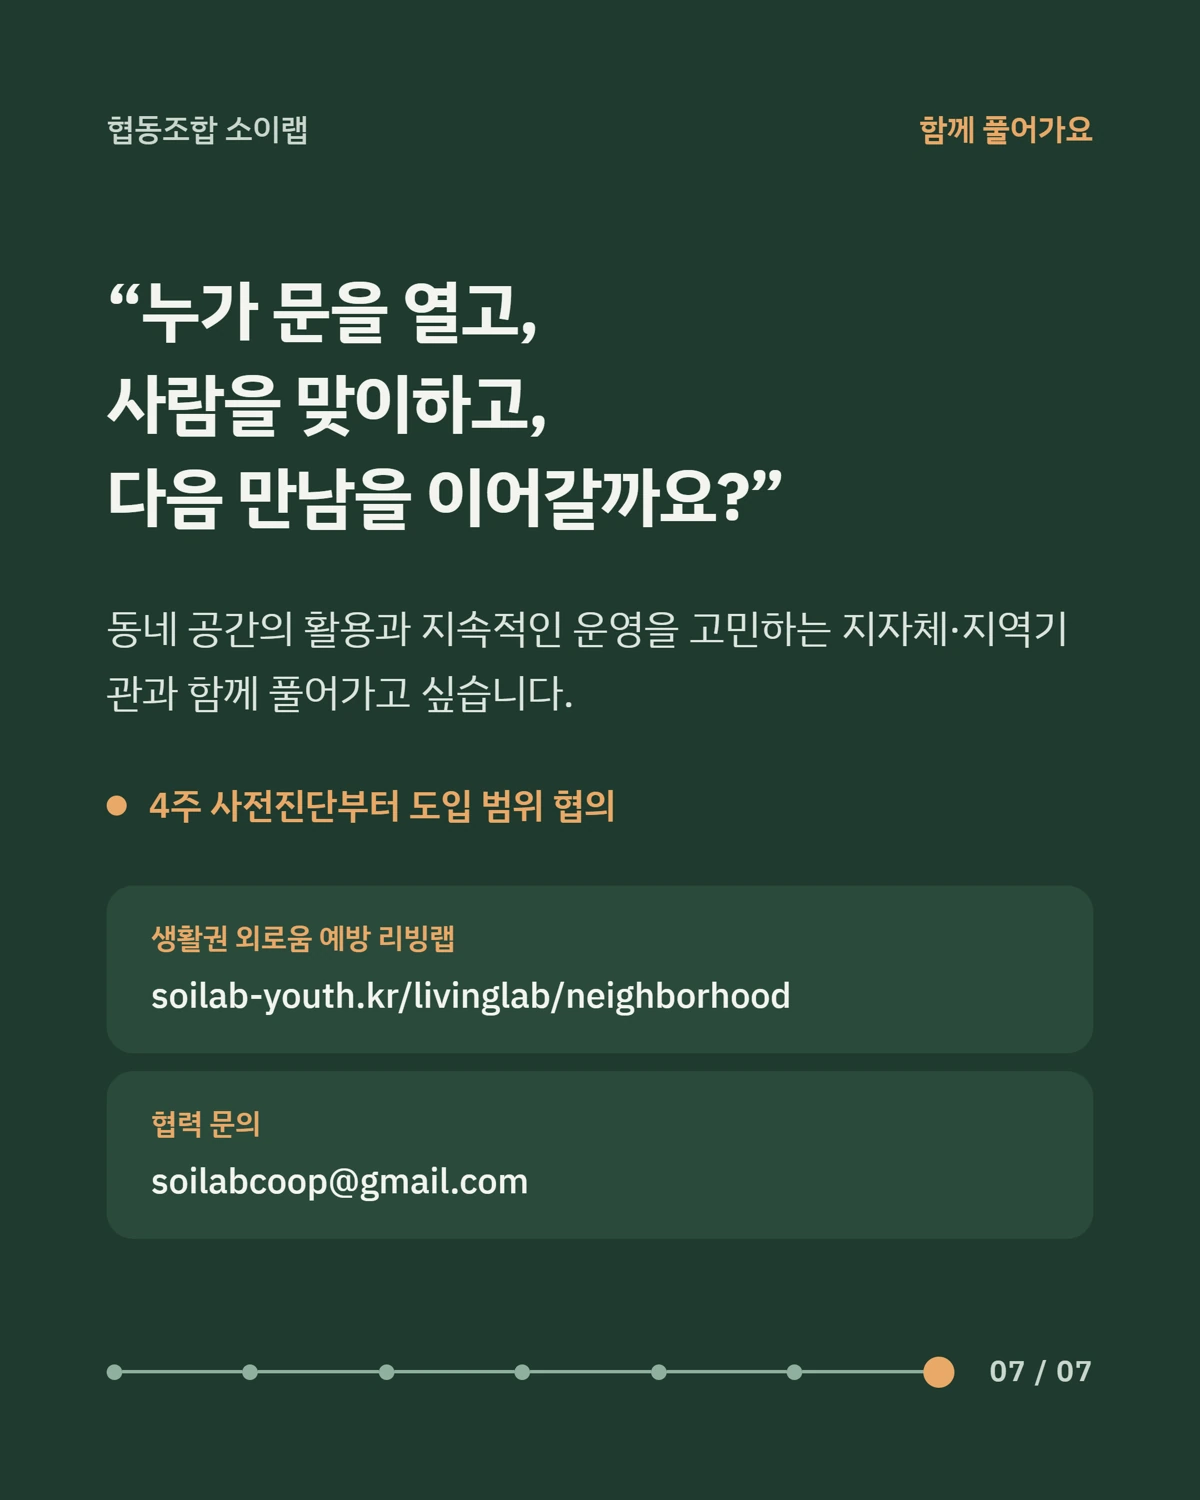 협동조합 소이랩
함께 풀어가요
“누가 문을 열고,
사람을 맞이하고,
다음 만남을 이어갈까요?”
동네 공간의 활용과 지속적인 운영을 고민하는 지자체·지역기
관과 함께 풀어가고 싶습니다.
4주 사전진단부터 도입 범위 협의
생활권 외로움 예방 리빙랩
soilab-youth.kr/livinglab/neighborhood
협력 문의
soilabcoop@gmail.com
07 / 07